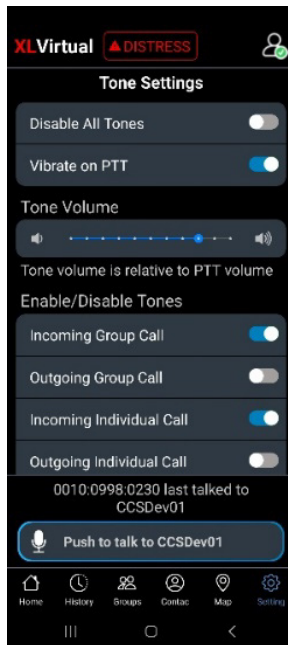 XLVirtual DISTRESS
Tone Settings
Disable All Tones
Vibrate on PTT
Tone Volume
Tone volume is relative to PTT volume
Enable/Disable Tones
Incoming Group Call
Outgoing Group Call
Incoming Individual Call
Outgoing Individual Call
0010:0998:0230 last talked to
CCSDev01
Push to talk to CCSDev01
Home History Groups Contac Map Setting